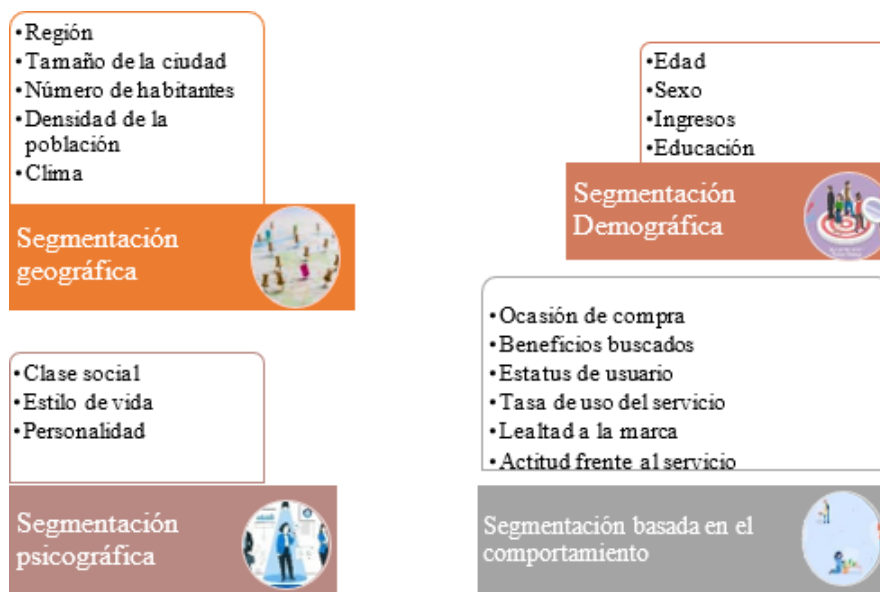 •Región
•Tamaño de la ciudad
•Número de habitantes
•Densidad de la
población
•Clima
Segmentación
geográfica
•Edad
•Sexo
•Ingresos
•Educación
Segmentación
Demográfica
•Clase social
•Estilo de vida
•Personalidad
Segmentación
psicográfica
•Ocasión de compra
•Beneficios buscados
•Estatus de usuario
•Tasa de uso del servicio
•Lealtad a la marca
•Actitud frente al servicio
Segmentación basada en el
comportamiento